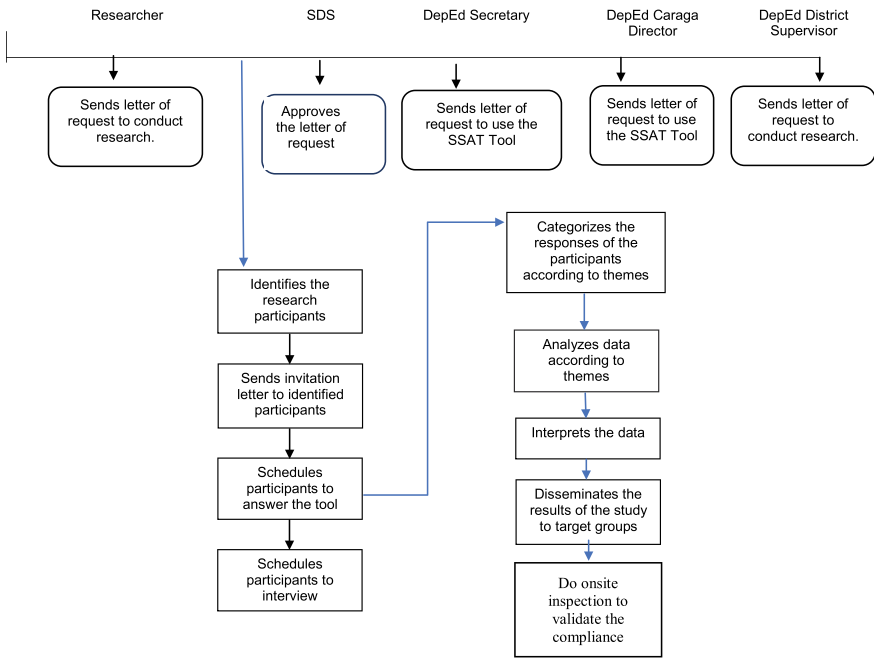 Researcher
SDS
DepEd Secretary
DepEd Caraga
Director
DepEd District
Supervisor
Sends letter of
request to conduct
research.
Approves
the letter of
request
Sends letter of
request to use the
SSAT Tool
Sends letter of
request to use
the SSAT Tool
Sends letter of
request to
conduct research.
Identifies the
research
participants
Sends invitation
letter to identified
participants
Schedules
participants to
answer the tool
Schedules
participants to
interview
Categorizes the
responses of the
participants
according to themes
Analyzes data
according to
themes
Interprets the data
Disseminates the
results of the study
to target groups
Do onsite
inspection to
validate the
compliance